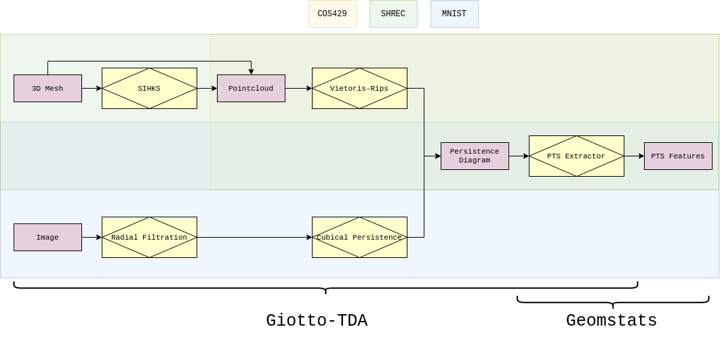 COS429 SHREC MNIST
3D Mesh SIHKS Pointcloud Vietoris-Rips
Persistence
Diagram
PTS Extractor PTS Features
Image Radial Filtration Cubical Persistence
Giotto-TDA Geomstats